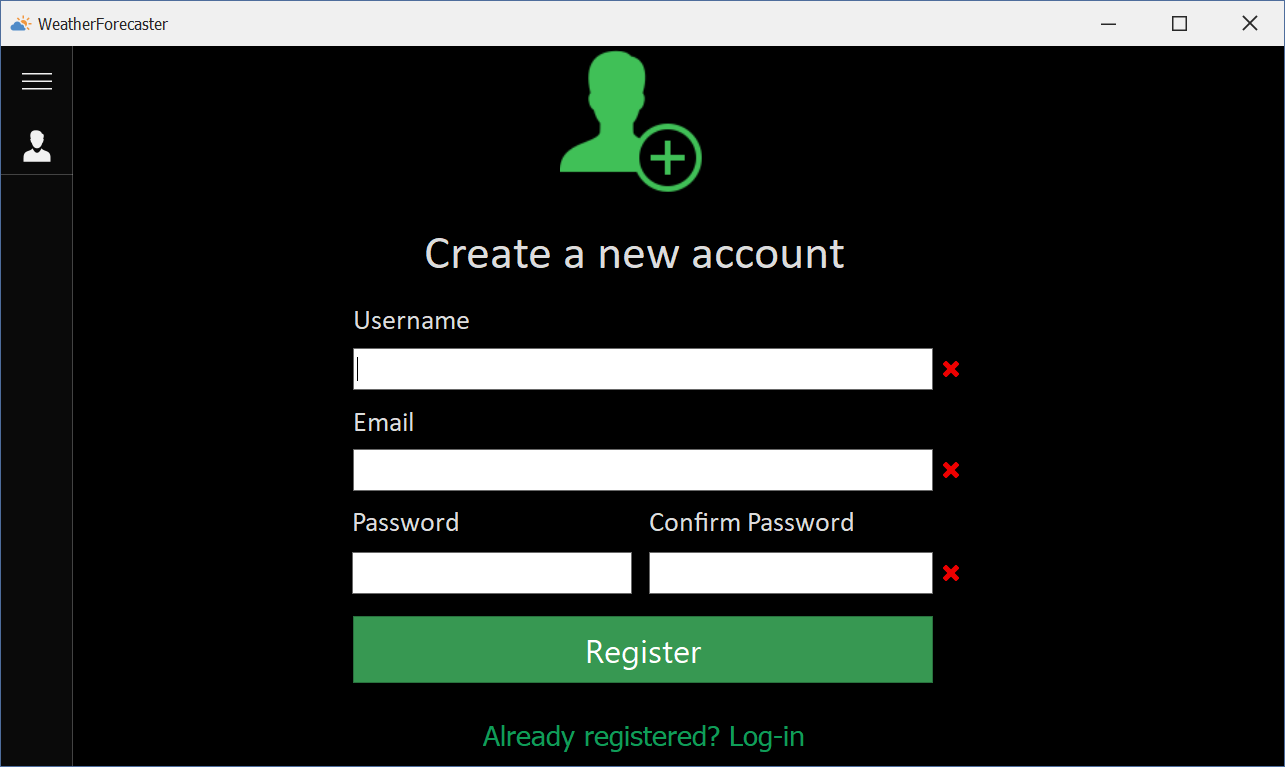 WeatherForecaster
Create a new account
Username
Email
Password Confirm Password
Register
Already registered? Log-in